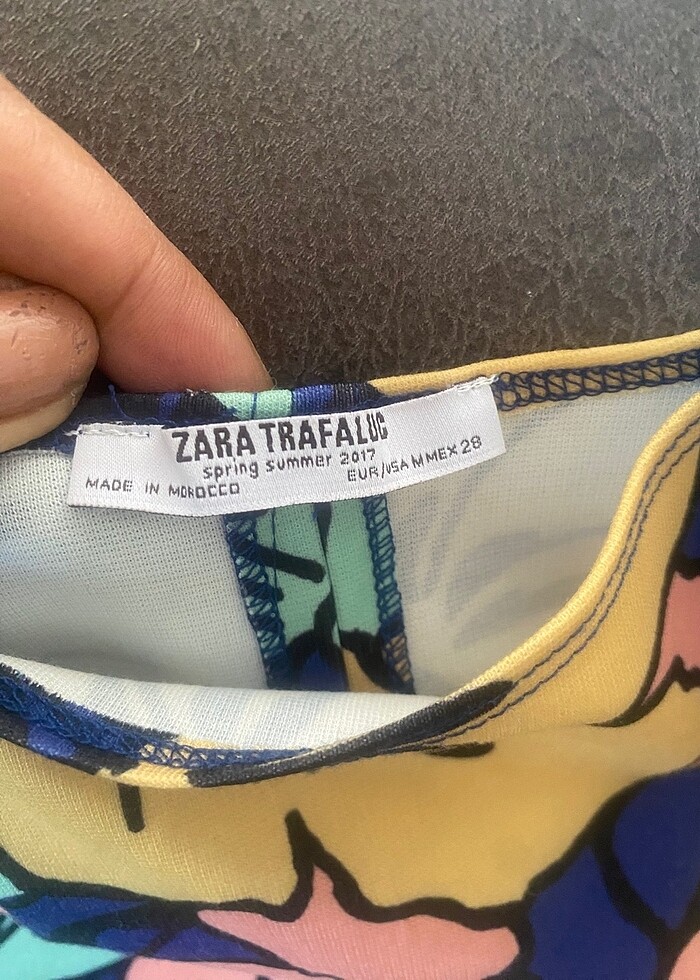 ZARA TRAFALUC
spring summer 2017
MADE IN MOROCCO EUR/USA M MEX 28